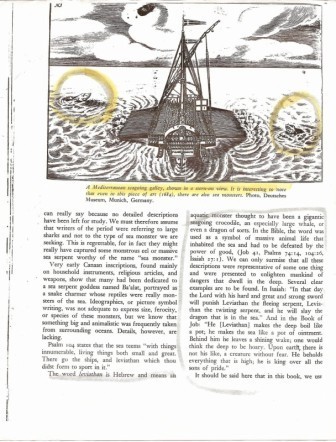 A Mediterranean scooping galley, shown in a nemesis view. It is interesting to note
that even in this piece of art (1684), there are also sea monsters. Photo, Deutsches
Museum, Munich, Germany.
can really say because no detailed descriptions
have been left for study. We must therefore assume
that writers of the period were referring to large
sharks and not to the type of sea monster we are
seeking. This is regrettable, for in fact they might
really have captured some monstrous eel or massive
sea serpent worthy of the name "sea monster."
Very early Canaan inscriptions, found mainly
on household instruments, religious articles, and
weapons, show that many had been dedicated to
a sea serpent goddess named Ba'alne, portrayed as
a snake charmer whose reptiles were really mon-
sters of the sea. Ideographers, or picture symbol
writing, was not adequate to express size, ferocity,
or species of these monsters, but we know that
something big and animalistic was frequently taken
from surrounding oceans. Details, however, are
lacking.
Psalm 104 states that the sea roams "with things
innumerable, living things both small and great.
There go the ships, and leviathan which thou
didst form to sport in it."
The word leviathan is Hebrew and means an
aquatic monster thought to have been a gigantic
serpent, crocodile, an especially large whale, or
even a dragon of sorts. In the Bible, the word was
used as a symbol of massive animal life that
inhabited the sea and had to be defeated by the
power of good, (Job 41, Psalms 74:14, 104:26,
Isaiah 27:1). We can only surmise that all these
descriptions were representative of some one thing
and were presented to enlighten mankind of
dangers that dwell in the deep. Several clear
examples are to be found. In Isaiah: "In that day
the Lord with his hard and great and strong sword
will punish Leviathan the fleeing serpent, Levia-
than the twisting serpent, and he will slay the
dragon that is in the sea." And in the Book of
Job: "He [Leviathan] makes the deep boil like
a pot; he makes the sea like a pot of ointment.
Behind him he leaves a shining wake; one would
think the deep to be hoary. Upon earth there is
not his like, a creature without fear. He beholds
everything that is high; he is king over all the
sons of pride."
It should be said here that in this book, we use